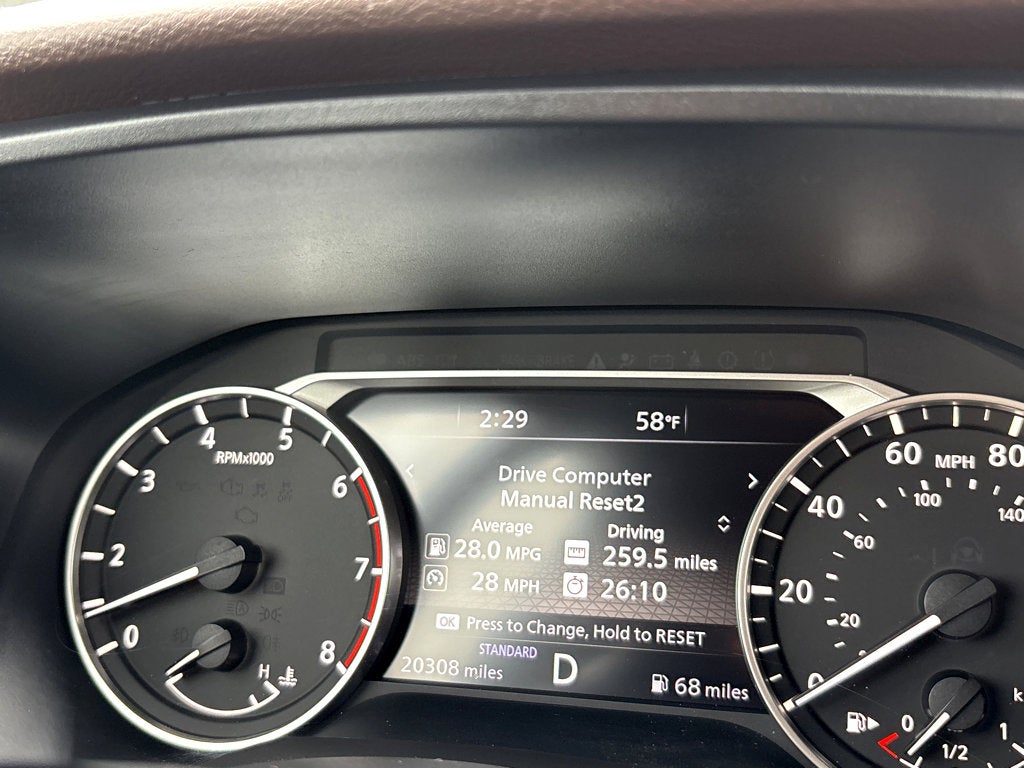 ABS
PARK BRAKE
2:29 58°F
Drive Computer
Manual Reset2
Average Driving
28.0 MPG 259.5 miles
28 MPH 26:10
OK Press to Change, Hold to RESET
STANDARD
20308 miles D 68 miles
RPMx1000
0 2 3 4 5 6 7 8
H
MPH
0 20 40 60 80
20 60 100 140
k
0 1/2 1